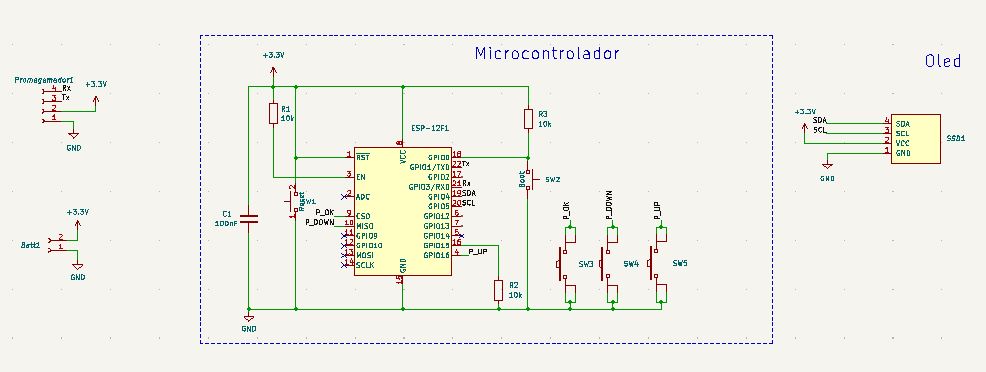 Microcontrolador
Oled
Promagamador1
4 Rx
3 Tx
2
1
+3.3V
GND
+3.3V
Batt1
2
1
GND
+3.3V
R1
10k
C1
100nF
GND
Reset
SW1
2
1
ESP-12F1
8
VCC
1 RST
3 EN
2 ADC
P_OK 9 CS0
P_DOWN 10 MISO
11 GPIO9
12 GPIO10
13 MOSI
14 SCLK
GPIO0 18
GPIO1/TXD 22 Tx
GPIO2 17
GPIO3/RXD 21 Rx
GPIO4 19 SDA
GPIO5 20 SCL
GPIO12 6
GPIO13 7
GPIO14 5
GPIO15 16
GPIO16 4 P_UP
GND
15
R3
10k
Boot
SW2
R2
10k
P_OK
P_DOWN
P_UP
SW3
SW4
SW5
+3.3V
SDA 4 SDA
SCL 3 SCL
2 VCC
1 GND
SSD1
GND